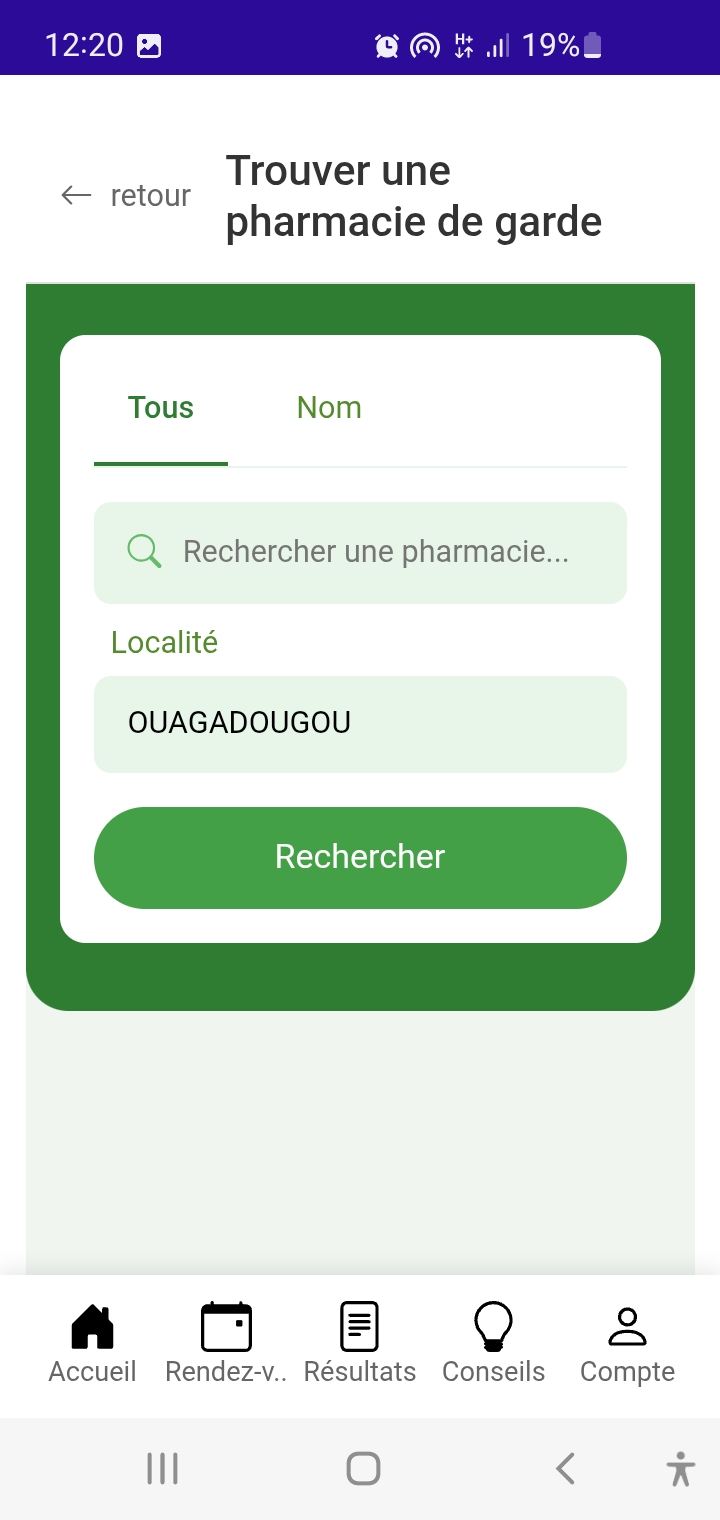 12:20
H+
19%
retour
Trouver une
pharmacie de garde
Tous
Nom
Rechercher une pharmacie...
Localité
OUAGADOUGOU
Rechercher
Accueil
Rendez-v..
Résultats
Conseils
Compte